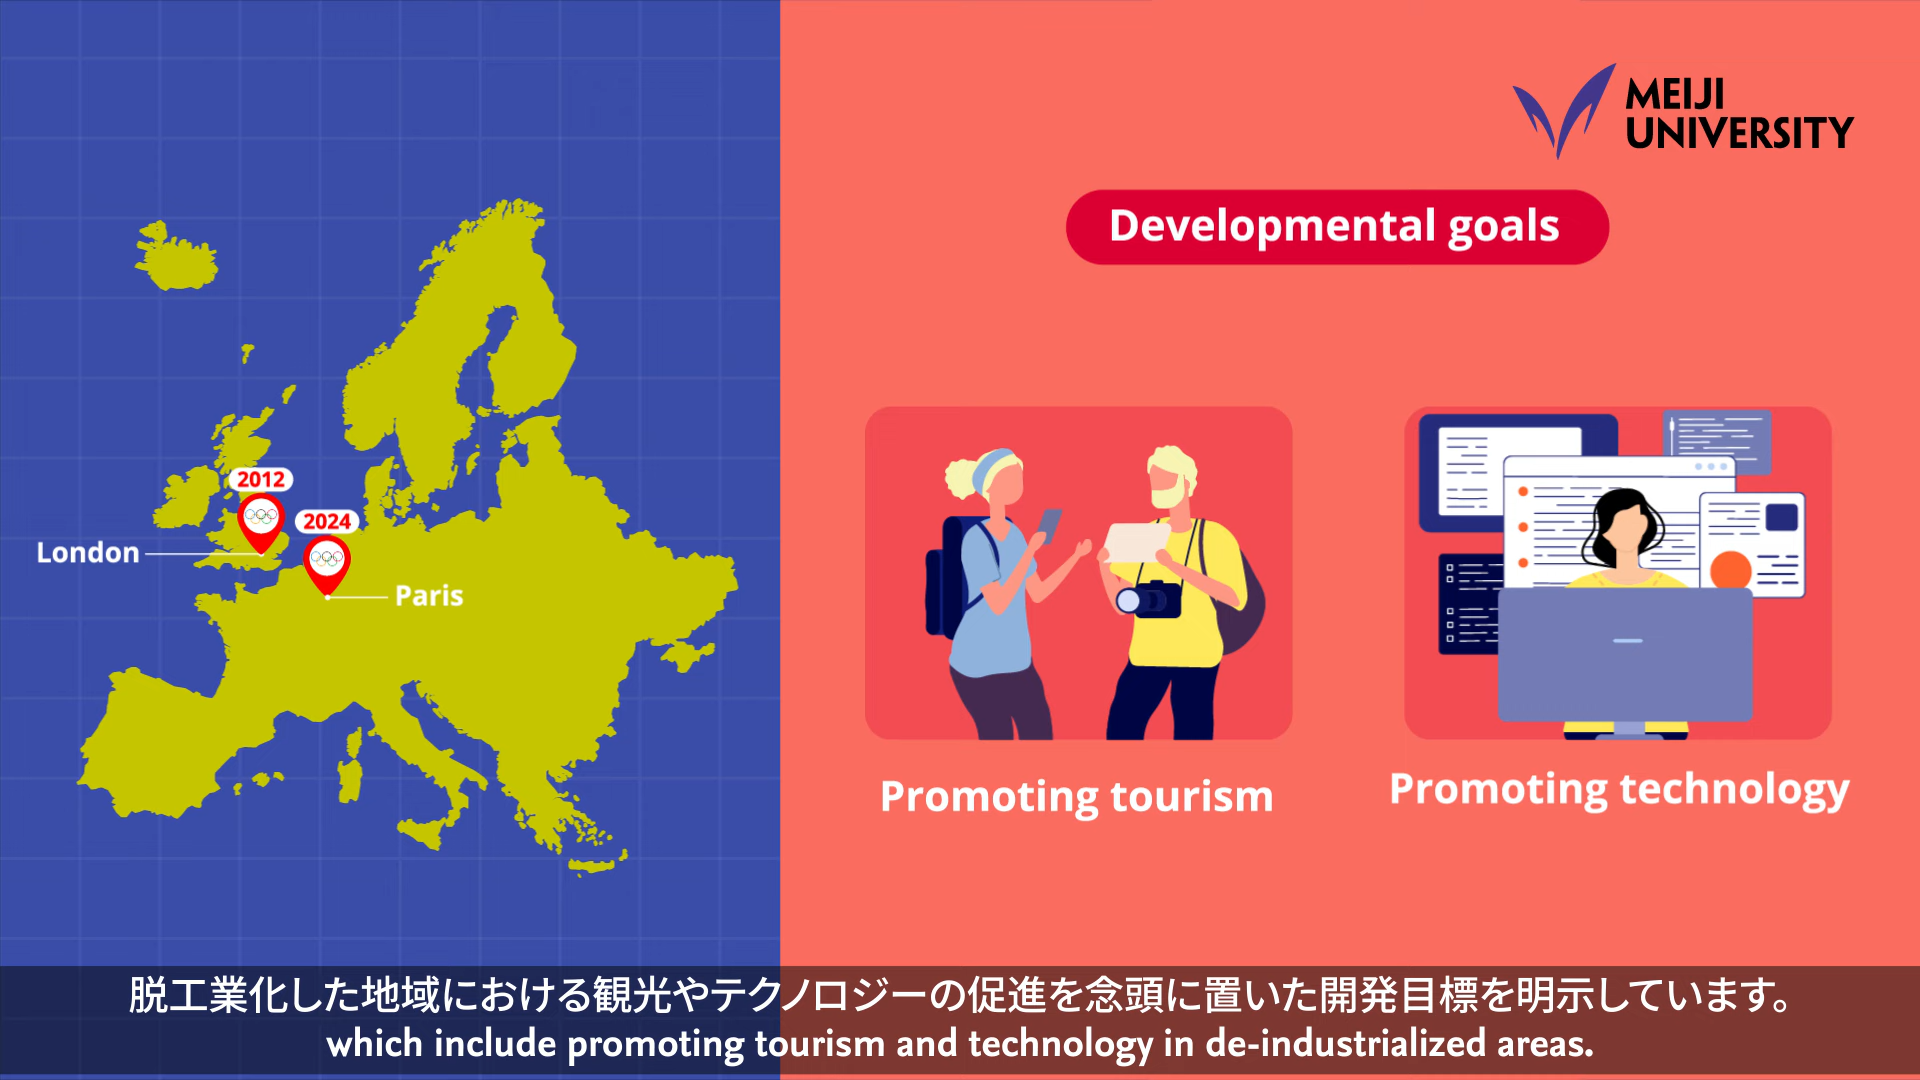 MEIJI
UNIVERSITY
Developmental goals
2012
2024
London
Paris
Promoting tourism
Promoting technology
脱工業化した地域における観光やテクノロジーの促進を念頭に置いた開発目標を明示しています。
which include promoting tourism and technology in de-industrialized areas.